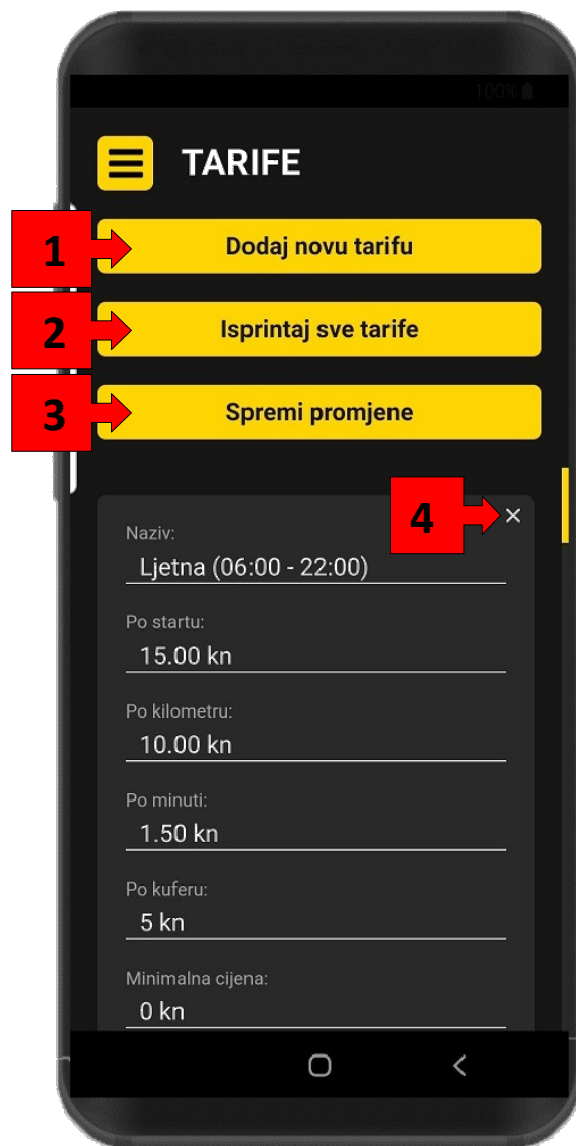 100%
TARIFE
1
Dodaj novu tarifu
2
Isprintaj sve tarife
3
Spremi promjene
4
Naziv:
Ljetna (06:00 - 22:00)
Po startu:
15.00 kn
Po kilometru:
10.00 kn
Po minuti:
1.50 kn
Po kuferu:
5 kn
Minimalna cijena:
0 kn